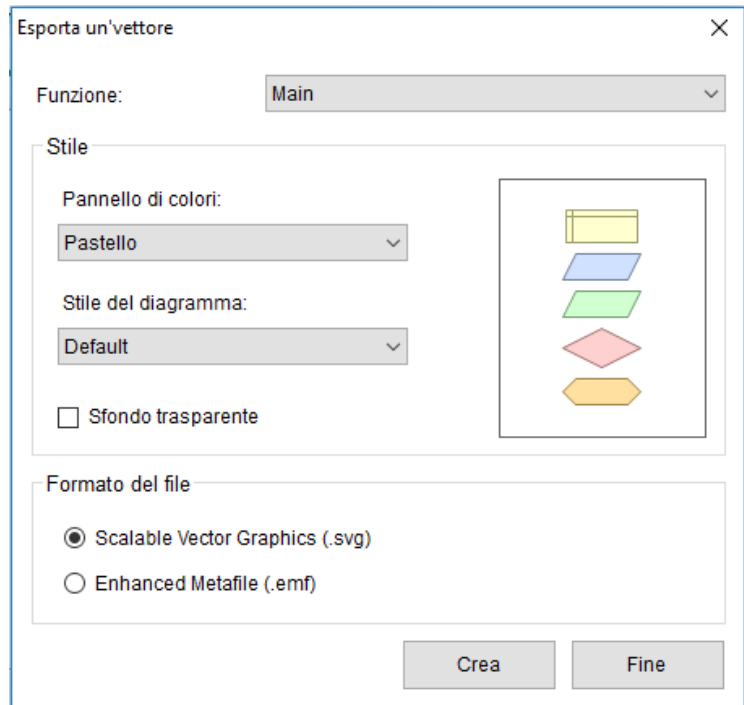 Esporta un'vettore
Funzione: Main
Stile
Pannello di colori:
Pastello
Stile del diagramma:
Default
Sfondo trasparente
Formato del file
Scalable Vector Graphics (.svg)
Enhanced Metafile (.emf)
Crea Fine